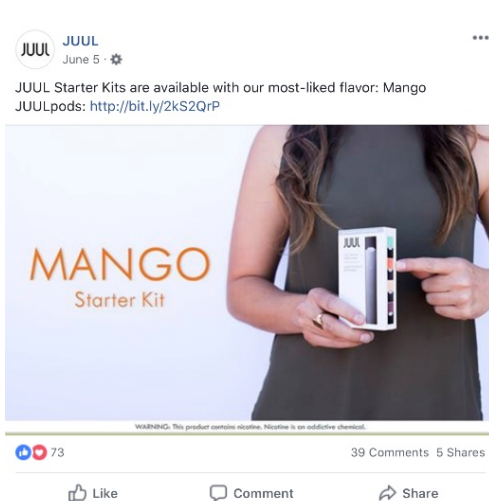 JUUL
JUUL
June 5
JUUL Starter Kits are available with our most-liked flavor: Mango
JUULpods: http://bit.ly/2kS2QrP
MANGO
Starter Kit
JUUL
WARNING: This product contains nicotine. Nicotine is an addictive chemical.
73
39 Comments 5 Shares
Like Comment Share